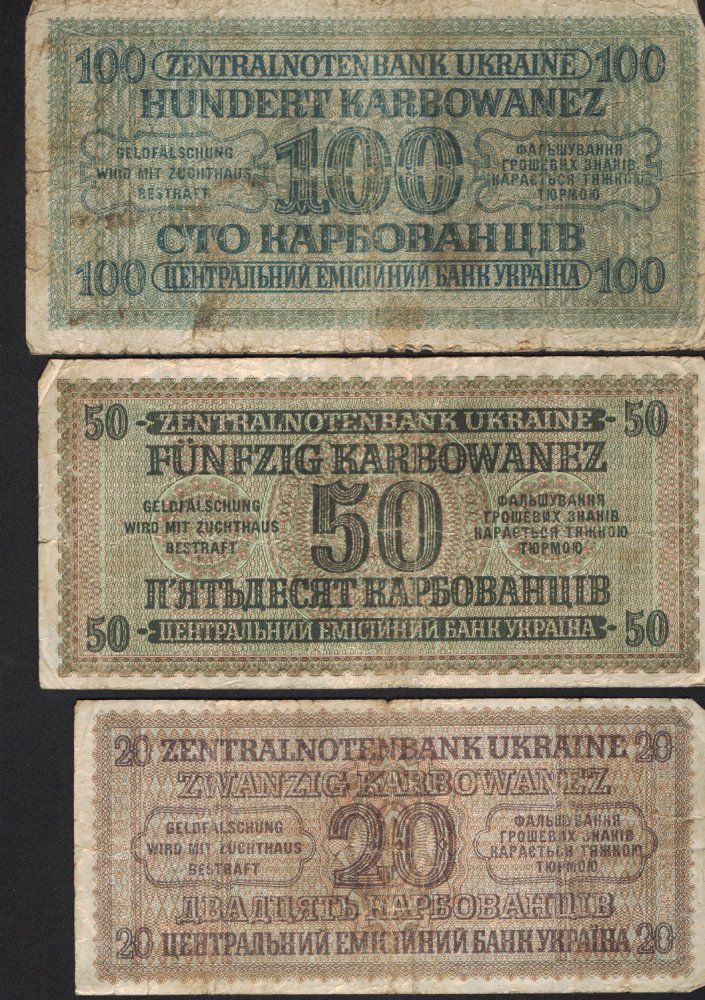 100 ZENTRALNOTENBANK UKRAINE 100
HUNDERT KARBOWANEZ
GELDFÄLSCHUNG
WIRD MIT ZUCHTHAUS
BESTRAFT
100
ФАЛЬШУВАННЯ
ГРОШЕВИХ ЗНАКІВ
КАРАЄТЬСЯ ТЯЖКОЮ
ТЮРМОЮ
СТО КАРБОВАНЦІВ
100 ЦЕНТРАЛЬНИЙ ЕМІСІЙНИЙ БАНК УКРАЇНА 100
50 ZENTRALNOTENBANK UKRAINE 50
FÜNFZIG KARBOWANEZ
GELDFÄLSCHUNG
WIRD MIT ZUCHTHAUS
BESTRAFT
50
ФАЛЬШУВАННЯ
ГРОШЕВИХ ЗНАКІВ
КАРАЄТЬСЯ ТЯЖКОЮ
ТЮРМОЮ
П'ЯТЬДЕСЯТ КАРБОВАНЦІВ
50 ЦЕНТРАЛЬНИЙ ЕМІСІЙНИЙ БАНК УКРАЇНА 50
20 ZENTRALNOTENBANK UKRAINE 20
ZWANZIG KARBOWANEZ
GELDFÄLSCHUNG
WIRD MIT ZUCHTHAUS
BESTRAFT
20
ФАЛЬШУВАННЯ
ГРОШЕВИХ ЗНАКІВ
КАРАЄТЬСЯ ТЯЖКОЮ
ТЮРМОЮ
ДВАДЦЯТЬ КАРБОВАНЦІВ
20 ЦЕНТРАЛЬНИЙ ЕМІСІЙНИЙ БАНК УКРАЇНА 20